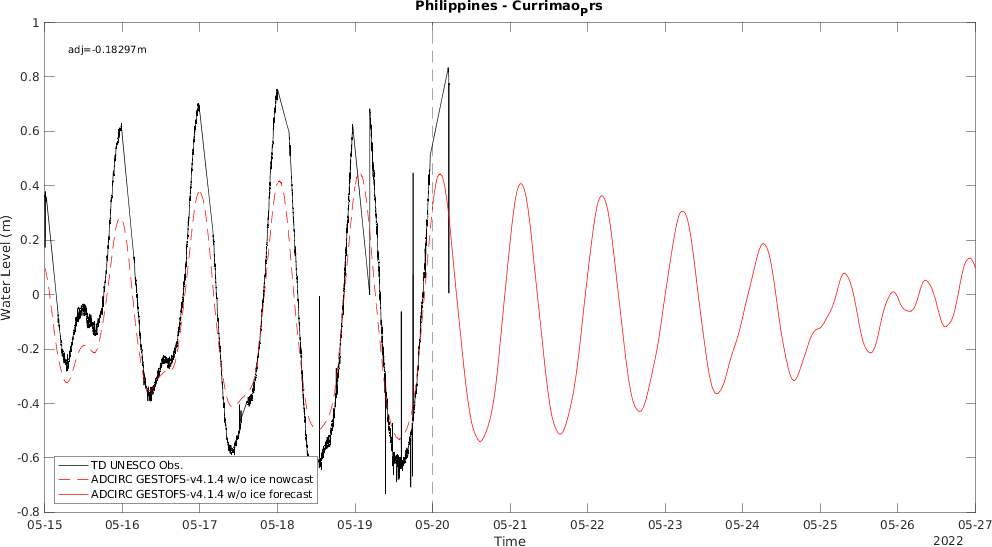 Philippines - Currimao_prs
adj=-0.18297m
Water Level (m)
1
0.8
0.6
0.4
0.2
0
-0.2
-0.4
-0.6
-0.8
TD UNESCO Obs.
ADCIRC GESTOFS-v4.1.4 w/o ice nowcast
ADCIRC GESTOFS-v4.1.4 w/o ice forecast
05-15 05-16 05-17 05-18 05-19 05-20 05-21 05-22 05-23 05-24 05-25 05-26 05-27
Time
2022